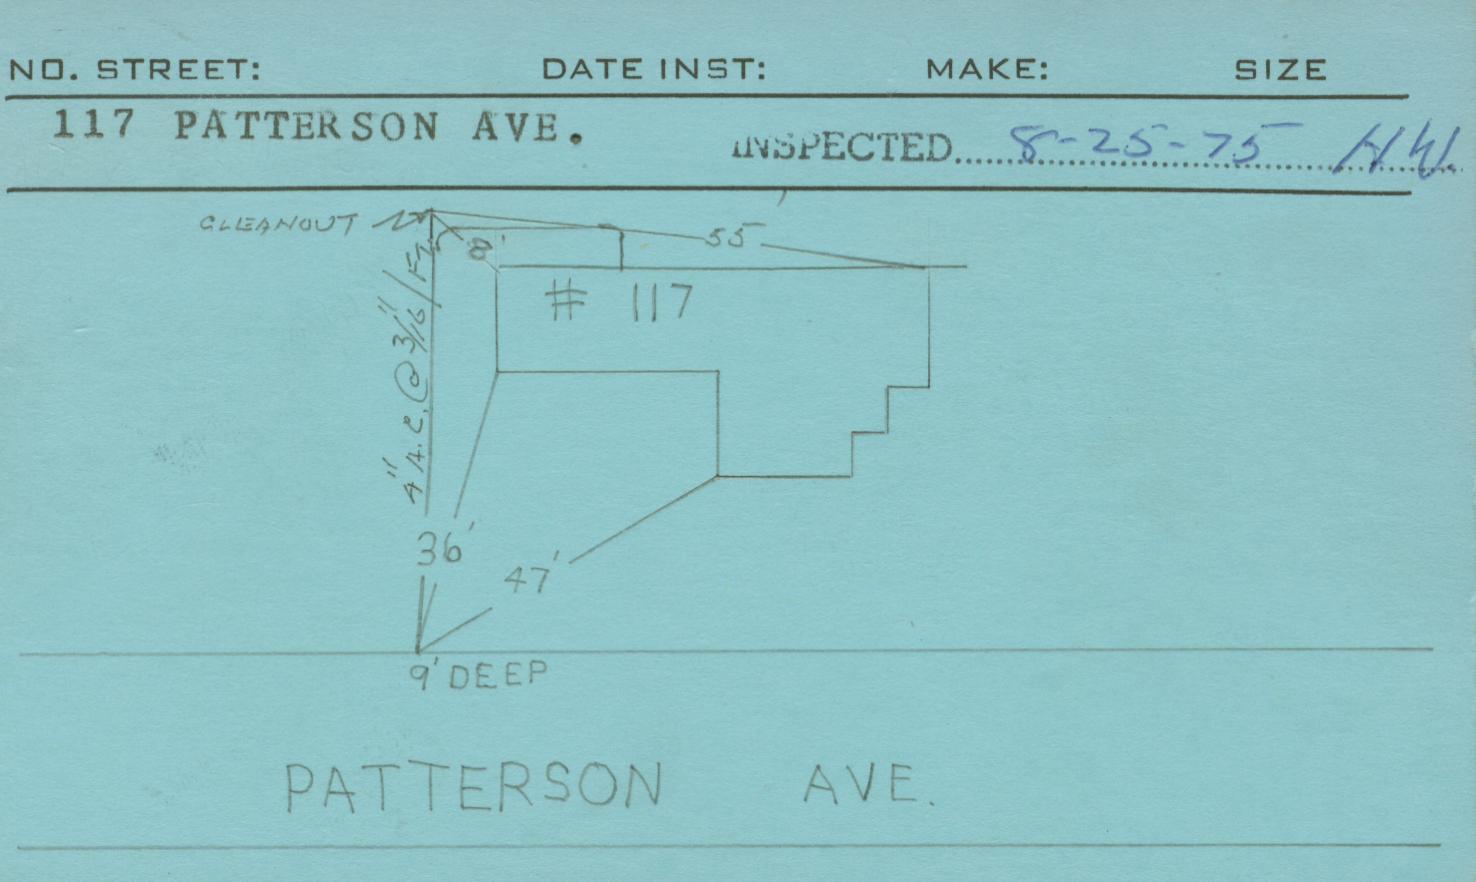 NO. STREET: DATE INST: MAKE: SIZE
117 PATTERSON AVE. INSPECTED 8-25-75 H.W.
CLEANOUT
8'
55'
# 117
4" A.C. @ 3/16"/FT.
36'
47'
9' DEEP
PATTERSON AVE.